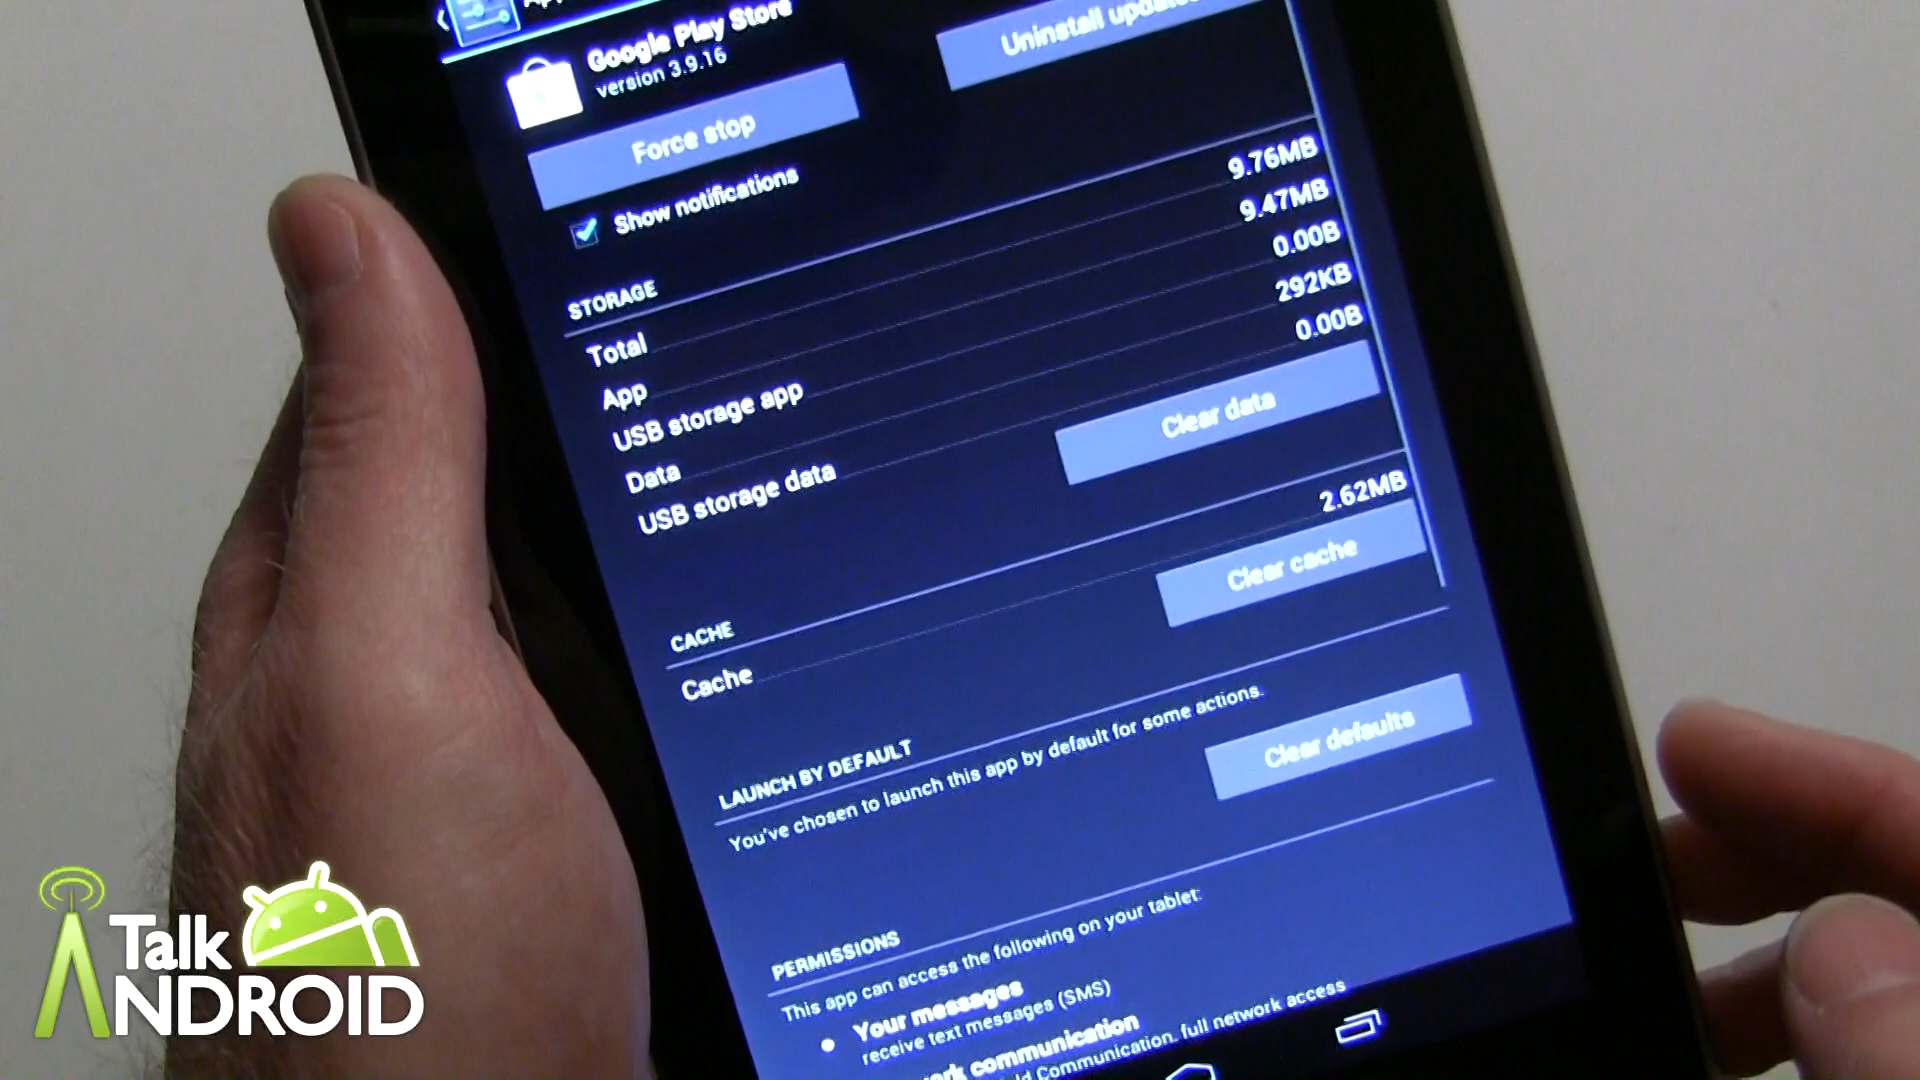 Google Play Store
version 3.9.16
Force stop
Uninstall updates
Show notifications
STORAGE
Total 9.76MB
App 9.47MB
USB storage app 0.00B
Data 292KB
USB storage data 0.00B
Clear data
CACHE
Cache 2.62MB
Clear cache
LAUNCH BY DEFAULT
You've chosen to launch this app by default for some actions.
Clear defaults
PERMISSIONS
This app can access the following on your tablet:
Your messages
receive text messages (SMS)
communication
Communication, full network access
Talk
ANDROID